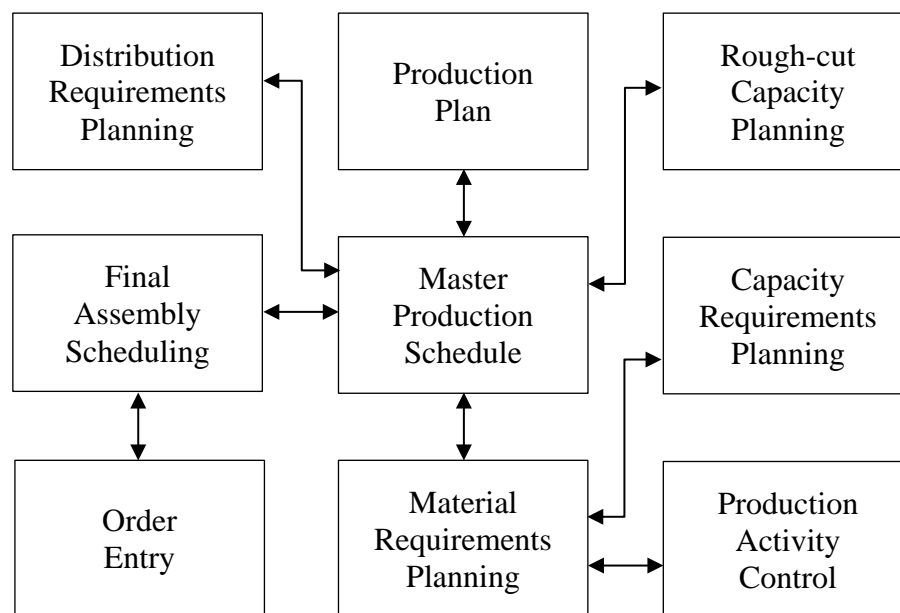 Distribution
Requirements
Planning
Production
Plan
Rough-cut
Capacity
Planning
Final
Assembly
Scheduling
Master
Production
Schedule
Capacity
Requirements
Planning
Order
Entry
Material
Requirements
Planning
Production
Activity
Control